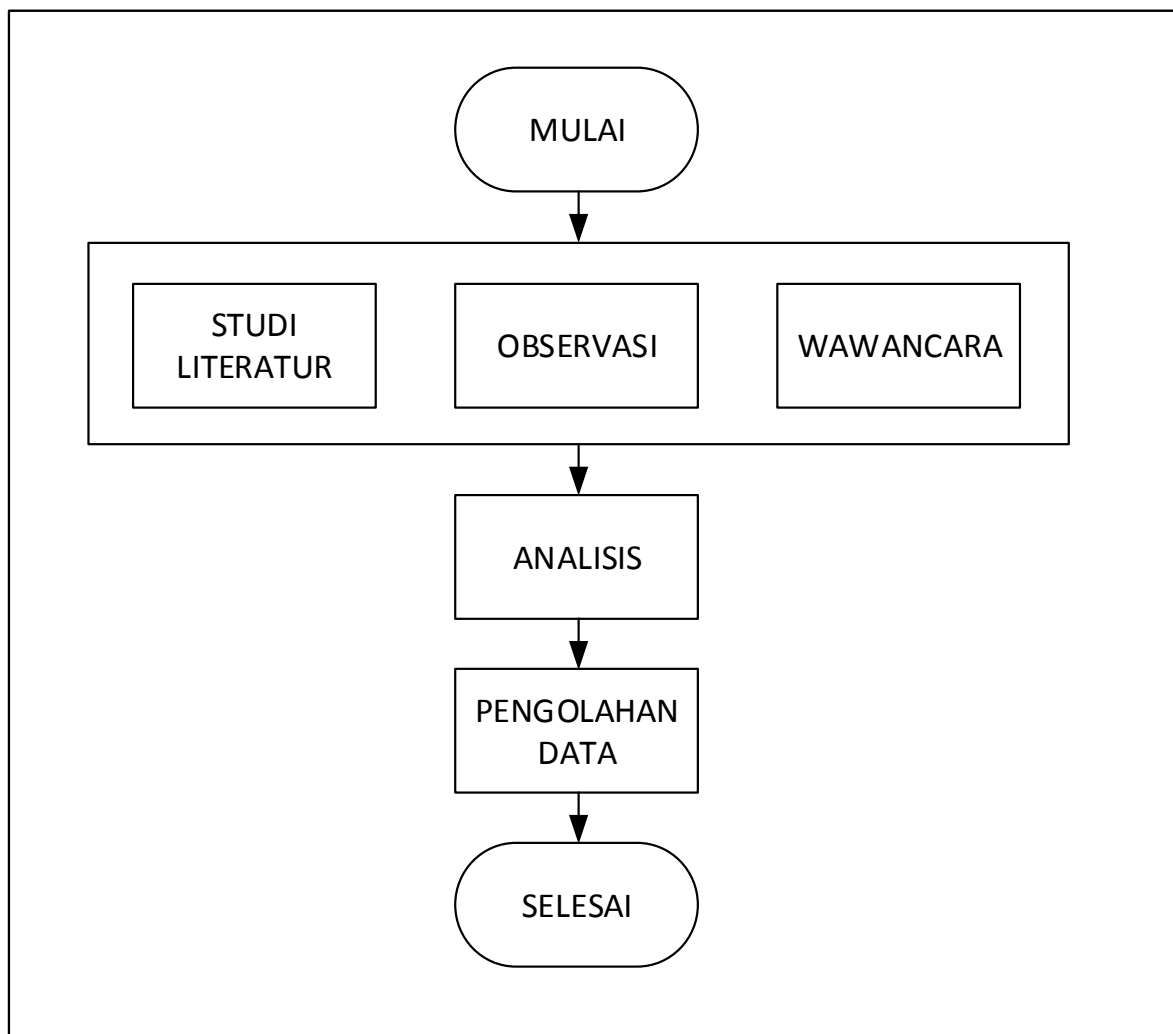 MULAI
STUDI
LITERATUR
OBSERVASI
WAWANCARA
ANALISIS
PENGOLAHAN
DATA
SELESAI